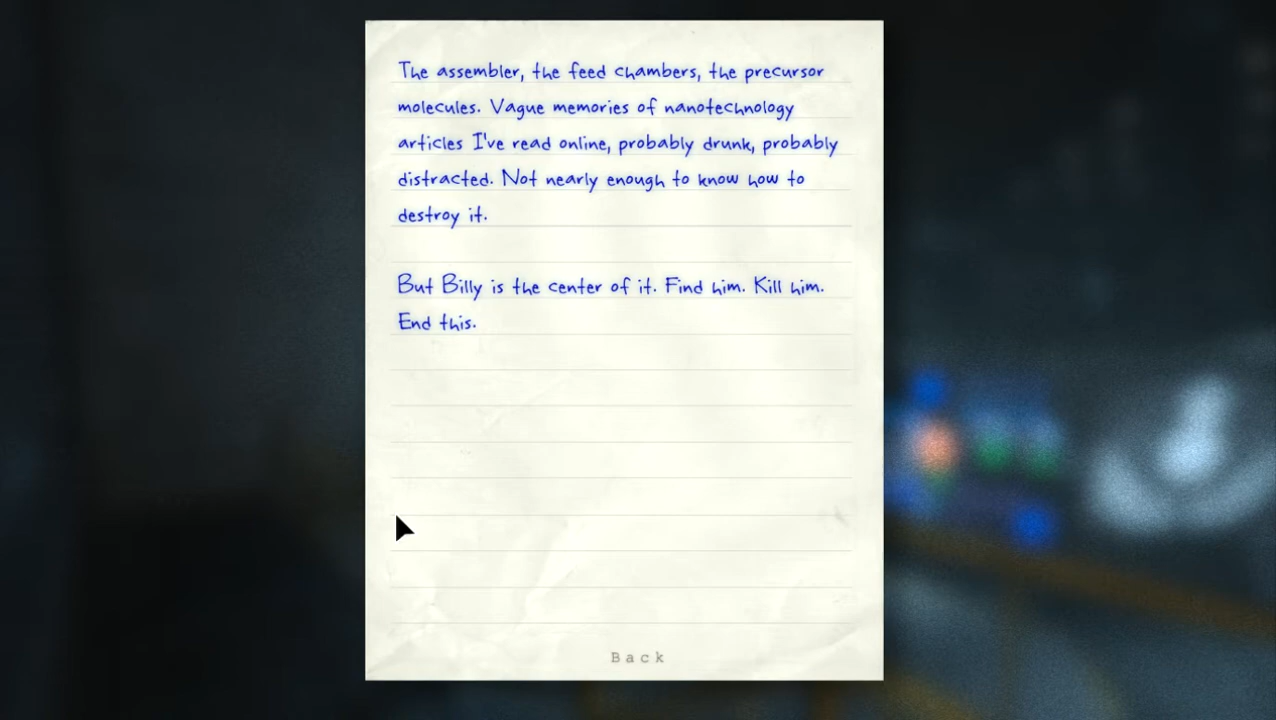 The assembler, the feed chambers, the precursor
molecules. Vague memories of nanotechnology
articles I've read online, probably drunk, probably
distracted. Not nearly enough to know how to
destroy it.
But Billy is the center of it. Find him. Kill him.
End this.
Back